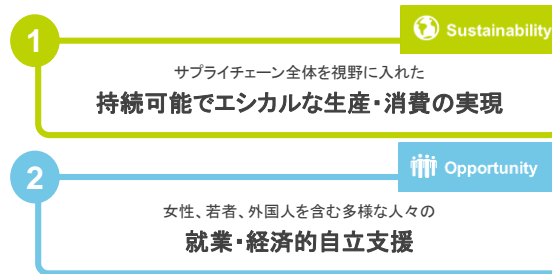 1
Sustainability
サプライチェーン全体を視野に入れた
持続可能でエシカルな生産・消費の実現
2
Opportunity
女性、若者、外国人を含む多様な人々の
就業・経済的自立支援